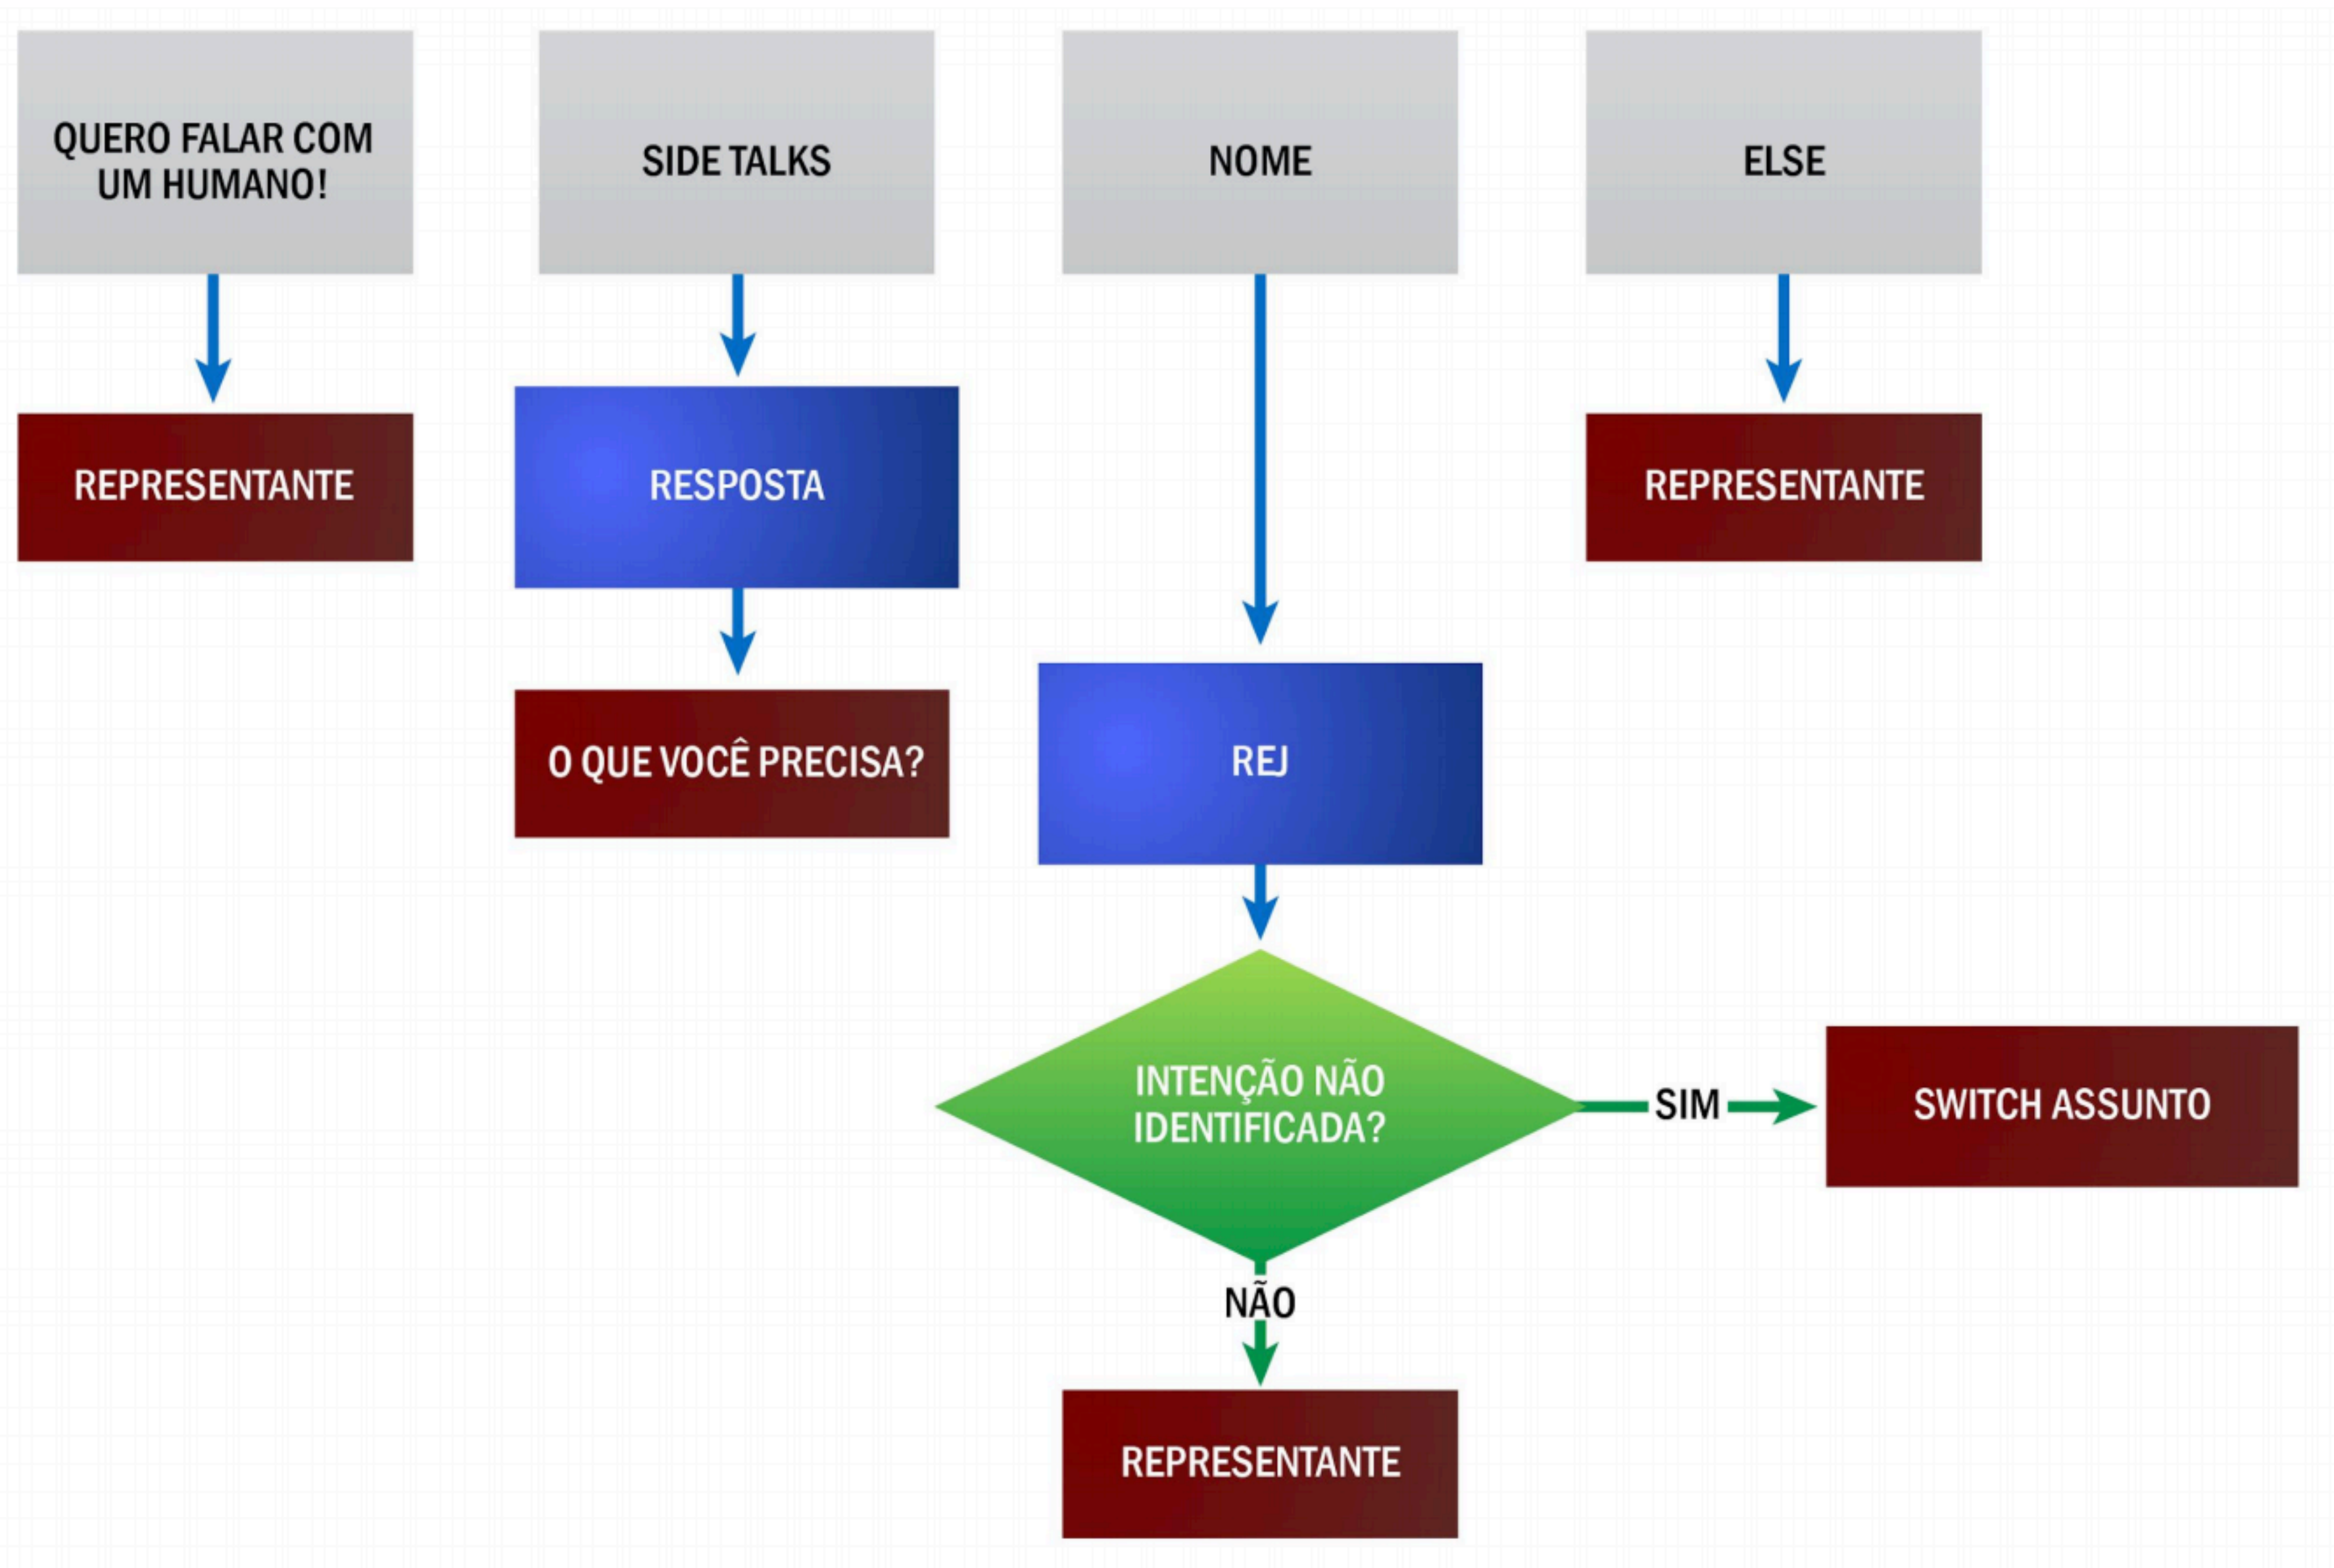 QUERO FALAR COM
UM HUMANO!
SIDE TALKS
NOME
ELSE
REPRESENTANTE
RESPOSTA
REPRESENTANTE
O QUE VOCÊ PRECISA?
REJ
INTENÇÃO NÃO
IDENTIFICADA?
SIM
SWITCH ASSUNTO
NÃO
REPRESENTANTE